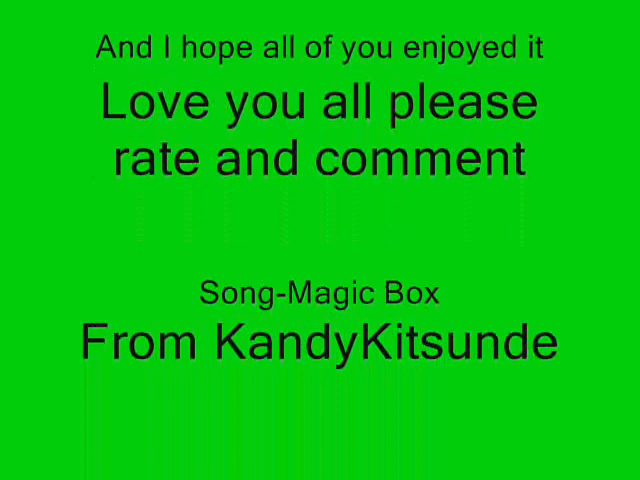 And I hope all of you enjoyed it
Love you all please
rate and comment
Song-Magic Box
From KandyKitsunde